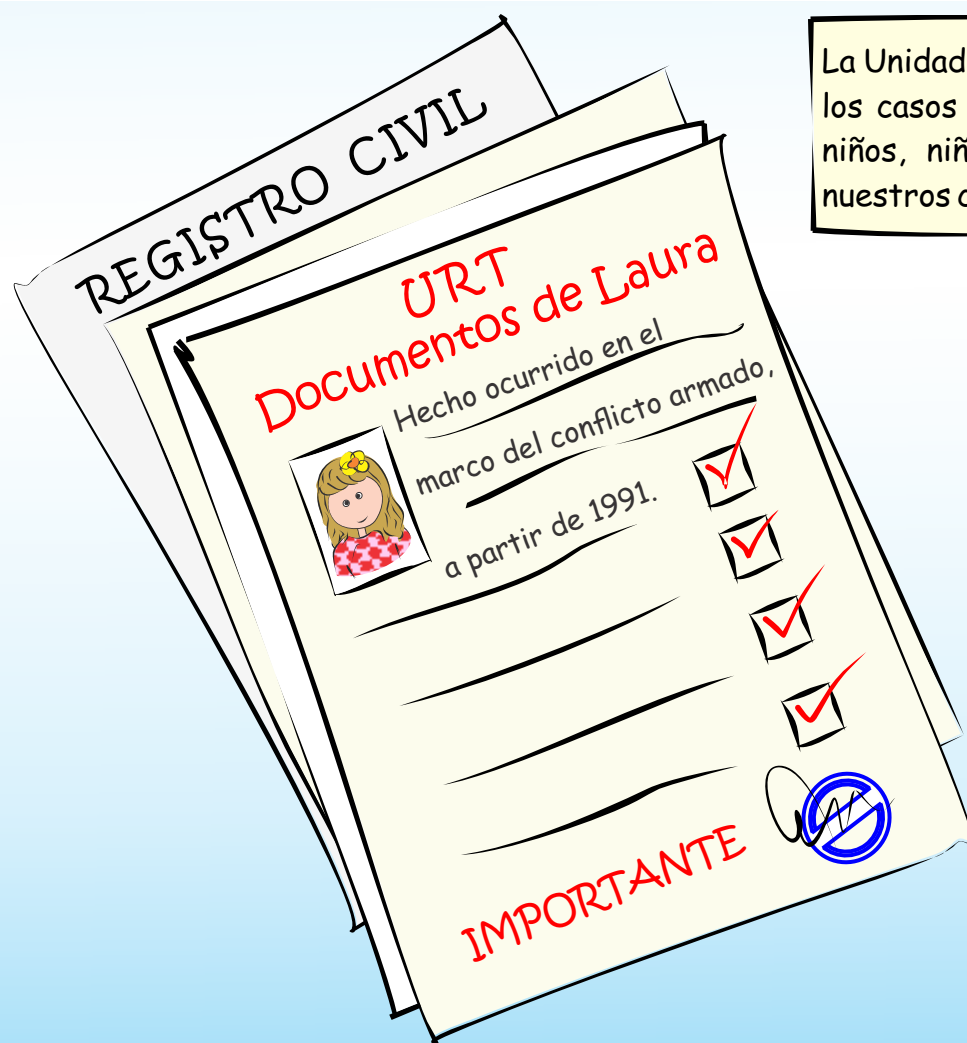 REGISTRO CIVIL
URT
Documentos de Laura
Hecho ocurrido en el
marco del conflicto armado,
a partir de 1991.
IMPORTANTE
La Unidad
los casos
niños,
nuestros